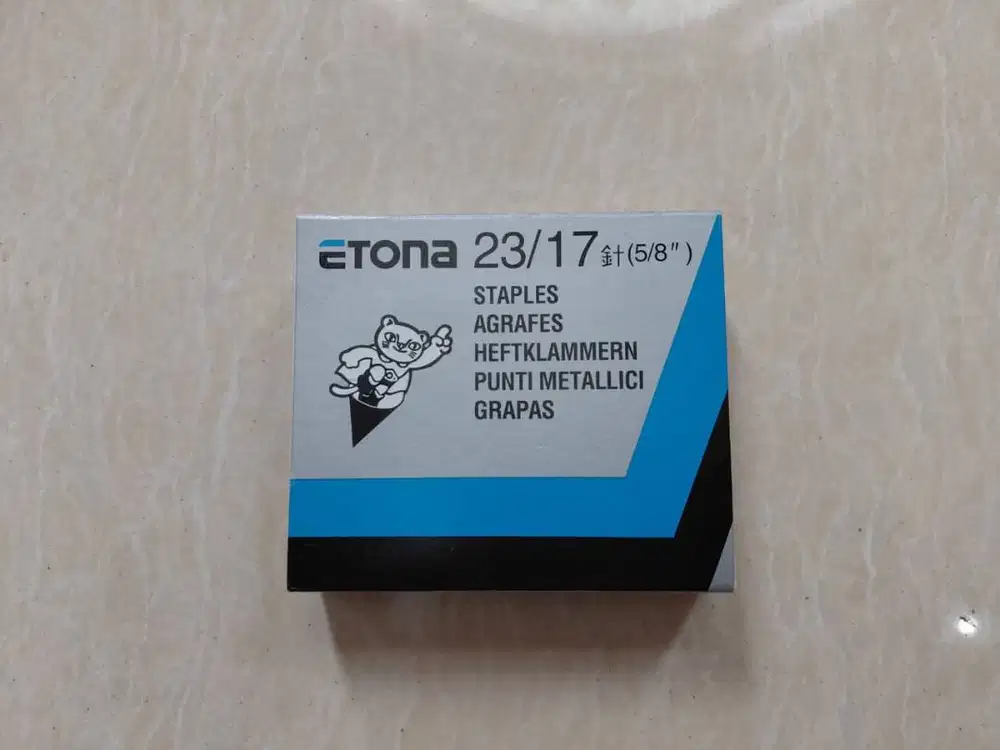 ETONA 23/17針(5/8")
STAPLES
AGRAFES
HEFTKLAMMERN
PUNTI METALLICI
GRAPAS